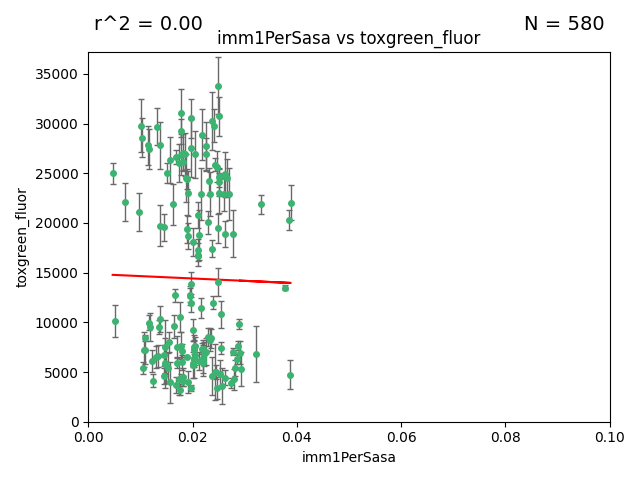 r^2 = 0.00
N = 580
imm1PerSasa vs toxgreen_fluor
35000
30000
25000
20000
15000
10000
5000
0
toxgreen_fluor
0.00
0.02
0.04
0.06
0.08
0.10
imm1PerSasa